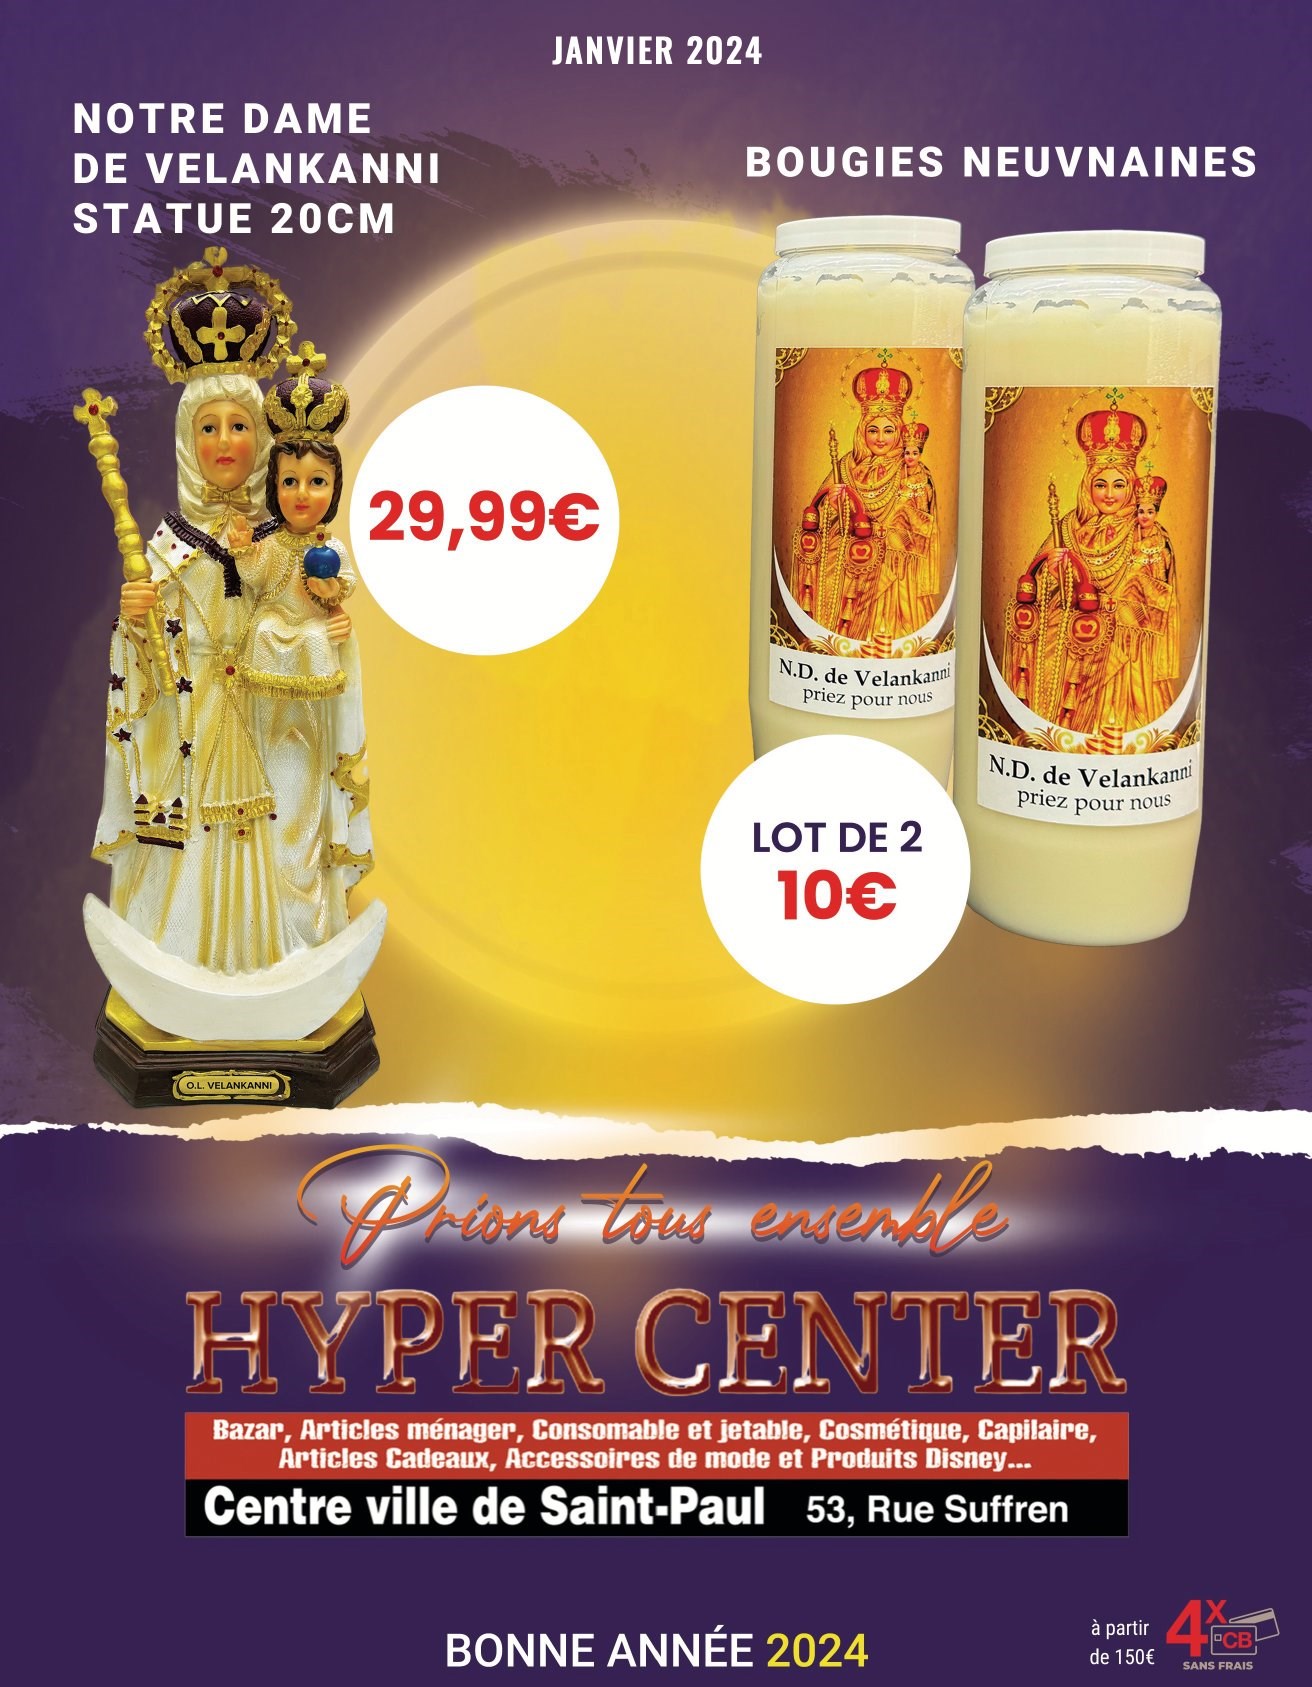 JANVIER 2024
NOTRE DAME
DE VELANKANNI
STATUE 20CM
BOUGIES NEUVNAINES
29,99€
N.D. de Velankanni
priez pour nous
N.D. de Velankanni
priez pour nous
LOT DE 2
10€
O.L. VELANKANNI
Prions tous ensemble
HYPER CENTER
Bazar, Articles ménager, Consomable et jetable, Cosmétique, Capilaire,
Articles Cadeaux, Accessoires de mode et Produits Disney...
Centre ville de Saint-Paul 53, Rue Suffren
BONNE ANNÉE 2024
à partir
de 150€
4X CB
SANS FRAIS